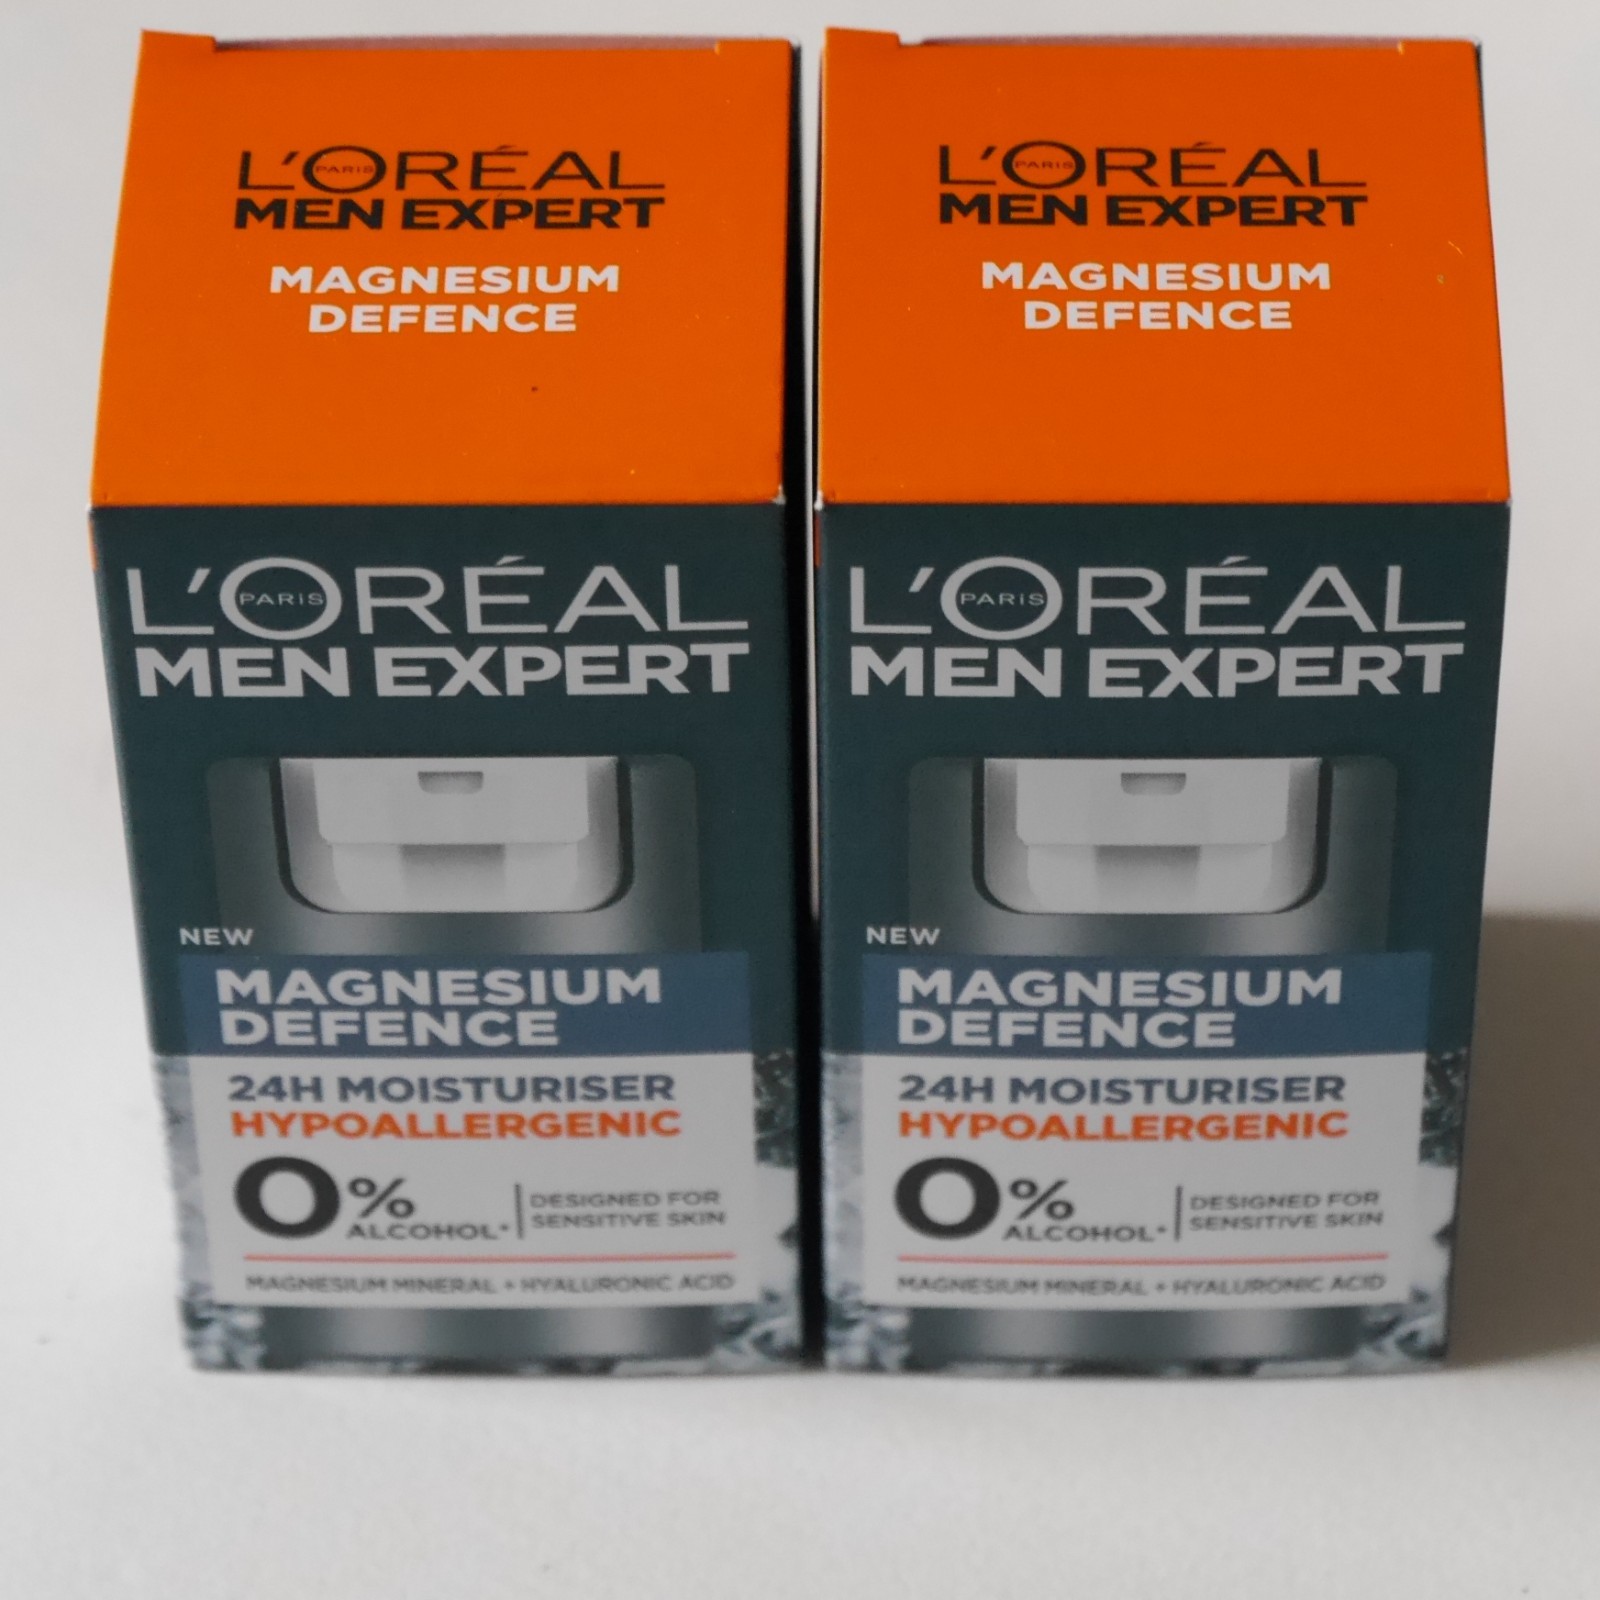 L'ORÉAL
PARIS
MEN EXPERT
MAGNESIUM
DEFENCE
L'ORÉAL
PARIS
MEN EXPERT
NEW
MAGNESIUM
DEFENCE
24H MOISTURISER
HYPOALLERGENIC
0%
ALCOHOL*
DESIGNED FOR
SENSITIVE SKIN
MAGNESIUM MINERAL + HYALURONIC ACID
L'ORÉAL
PARIS
MEN EXPERT
MAGNESIUM
DEFENCE
L'ORÉAL
PARIS
MEN EXPERT
NEW
MAGNESIUM
DEFENCE
24H MOISTURISER
HYPOALLERGENIC
0%
ALCOHOL*
DESIGNED FOR
SENSITIVE SKIN
MAGNESIUM MINERAL + HYALURONIC ACID